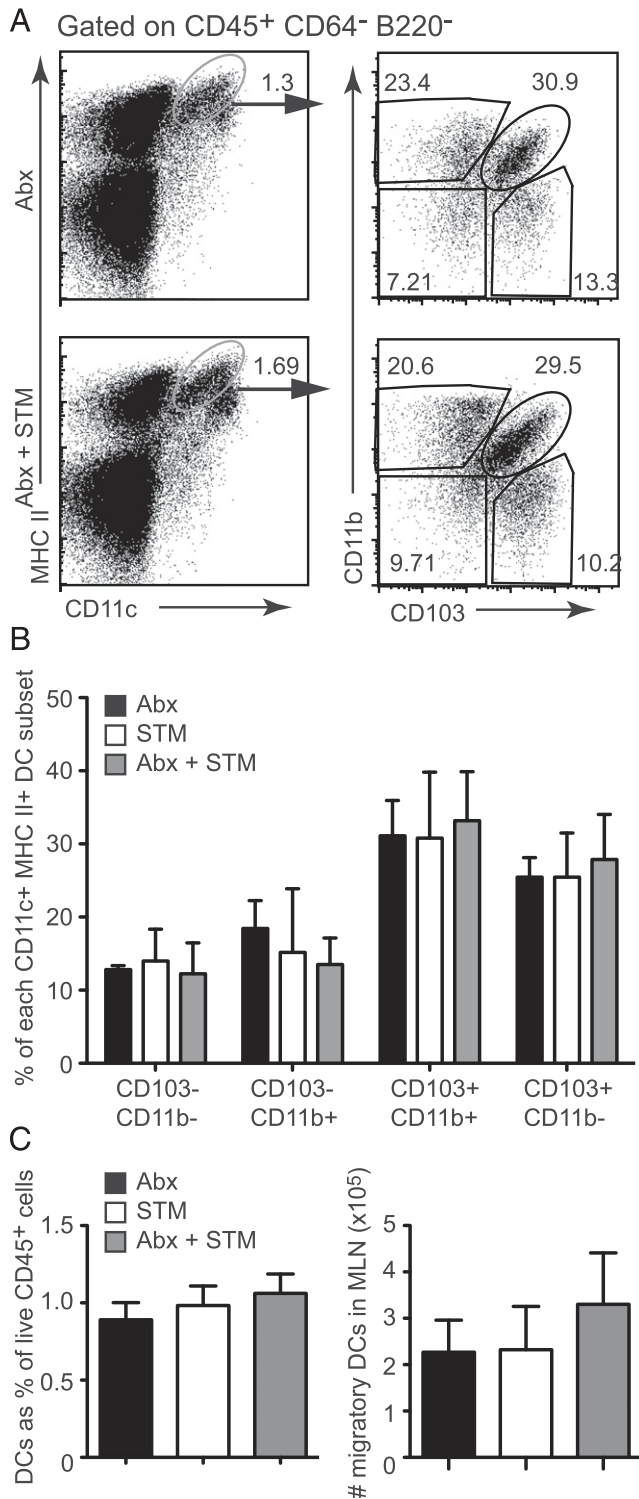 A Gated on CD45+ CD64- B220-
Abx
1.3
23.4 30.9
7.21 13.3
Abx + STM
1.69
20.6 29.5
9.71 10.2
MHC II
CD11c
CD11b
CD103
B
% of each CD11c+ MHC II+ DC subset
50
40
30
20
10
0
Abx
STM
Abx + STM
CD103-
CD11b-
CD103-
CD11b+
CD103+
CD11b+
CD103+
CD11b-
C
DCs as % of live CD45+ cells
1.5
1.0
0.5
0
Abx
STM
Abx + STM
# migratory DCs in MLN (x10⁵)
5
4
3
2
1
0